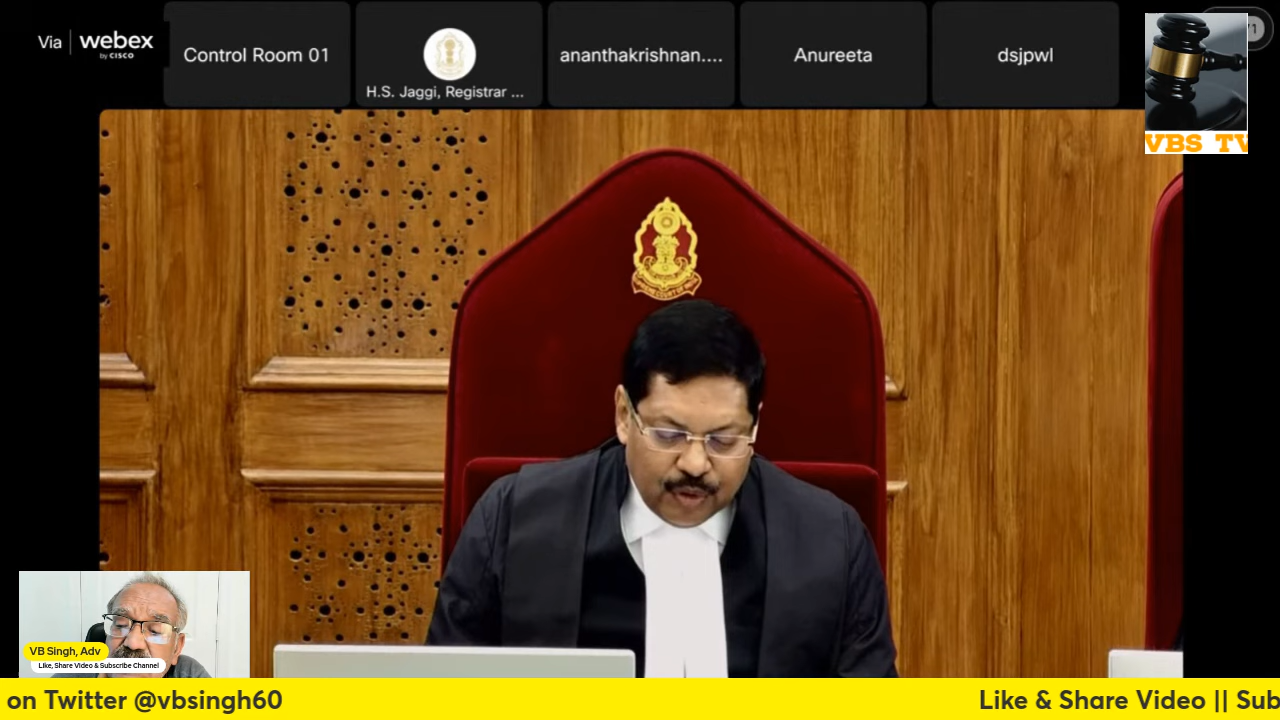 Via webex
by CISCO
Control Room 01
H.S. Jaggi, Registrar ...
ananthakrishnan....
Anureeta
dsjpwl
VBS TV
VB Singh, Adv
Like, Share Video & Subscribe Channel
on Twitter @vbsingh60
Like & Share Video || Sub